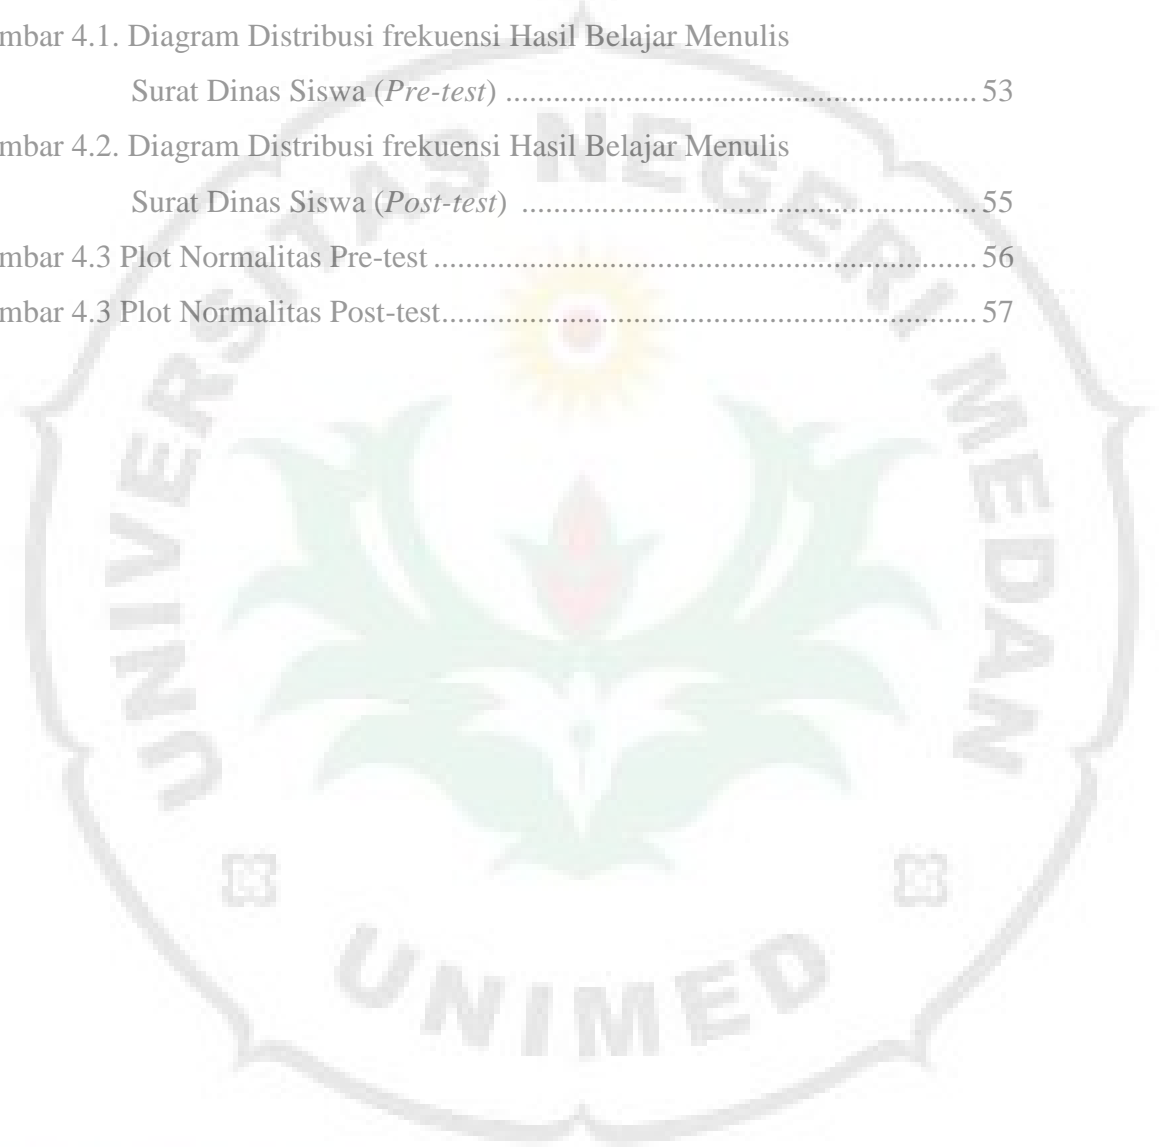 mbar 4.1. Diagram Distribusi frekuensi Hasil Belajar Menulis
Surat Dinas Siswa (Pre-test) ................................................... 53
mbar 4.2. Diagram Distribusi frekuensi Hasil Belajar Menulis
Surat Dinas Siswa (Post-test) ................................................. 55
mbar 4.3 Plot Normalitas Pre-test .......................................................... 56
mbar 4.3 Plot Normalitas Post-test......................................................... 57
UNIVERSITAS NEGERI MEDAN
UNIMED